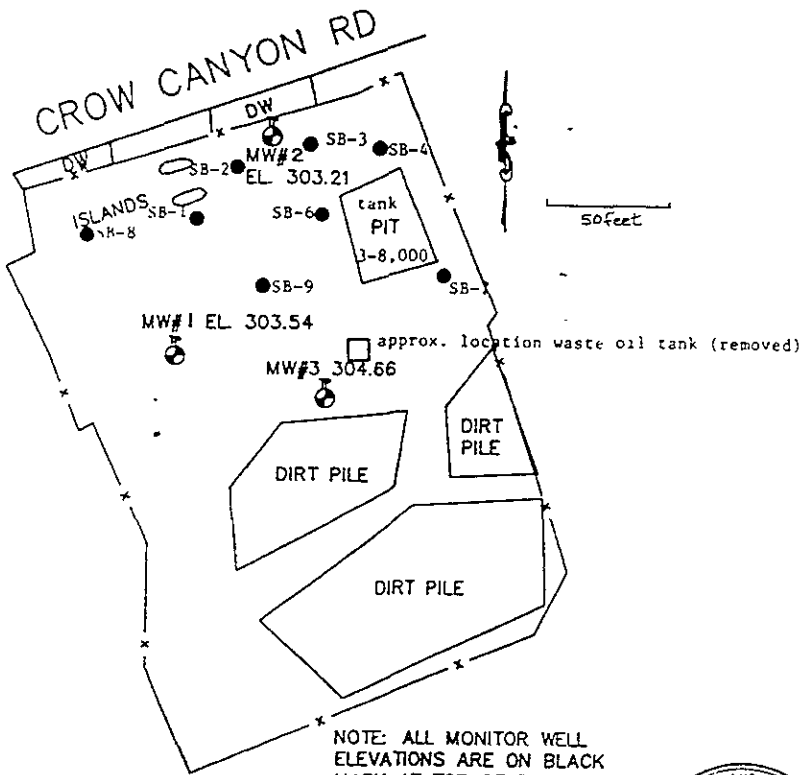 CROW CANYON RD
DW
DW
SB-3
SB-4
SB-2
MW#2
EL. 303.21
ISLANDS
SB-1
SB-6
tank
PIT
3-8,000
50feet
SB-9
MW#1 EL. 303.54
approx. location waste oil tank (removed)
MW#3 304.66
DIRT
PILE
DIRT PILE
DIRT PILE
NOTE: ALL MONITOR WELL
ELEVATIONS ARE ON BLACK